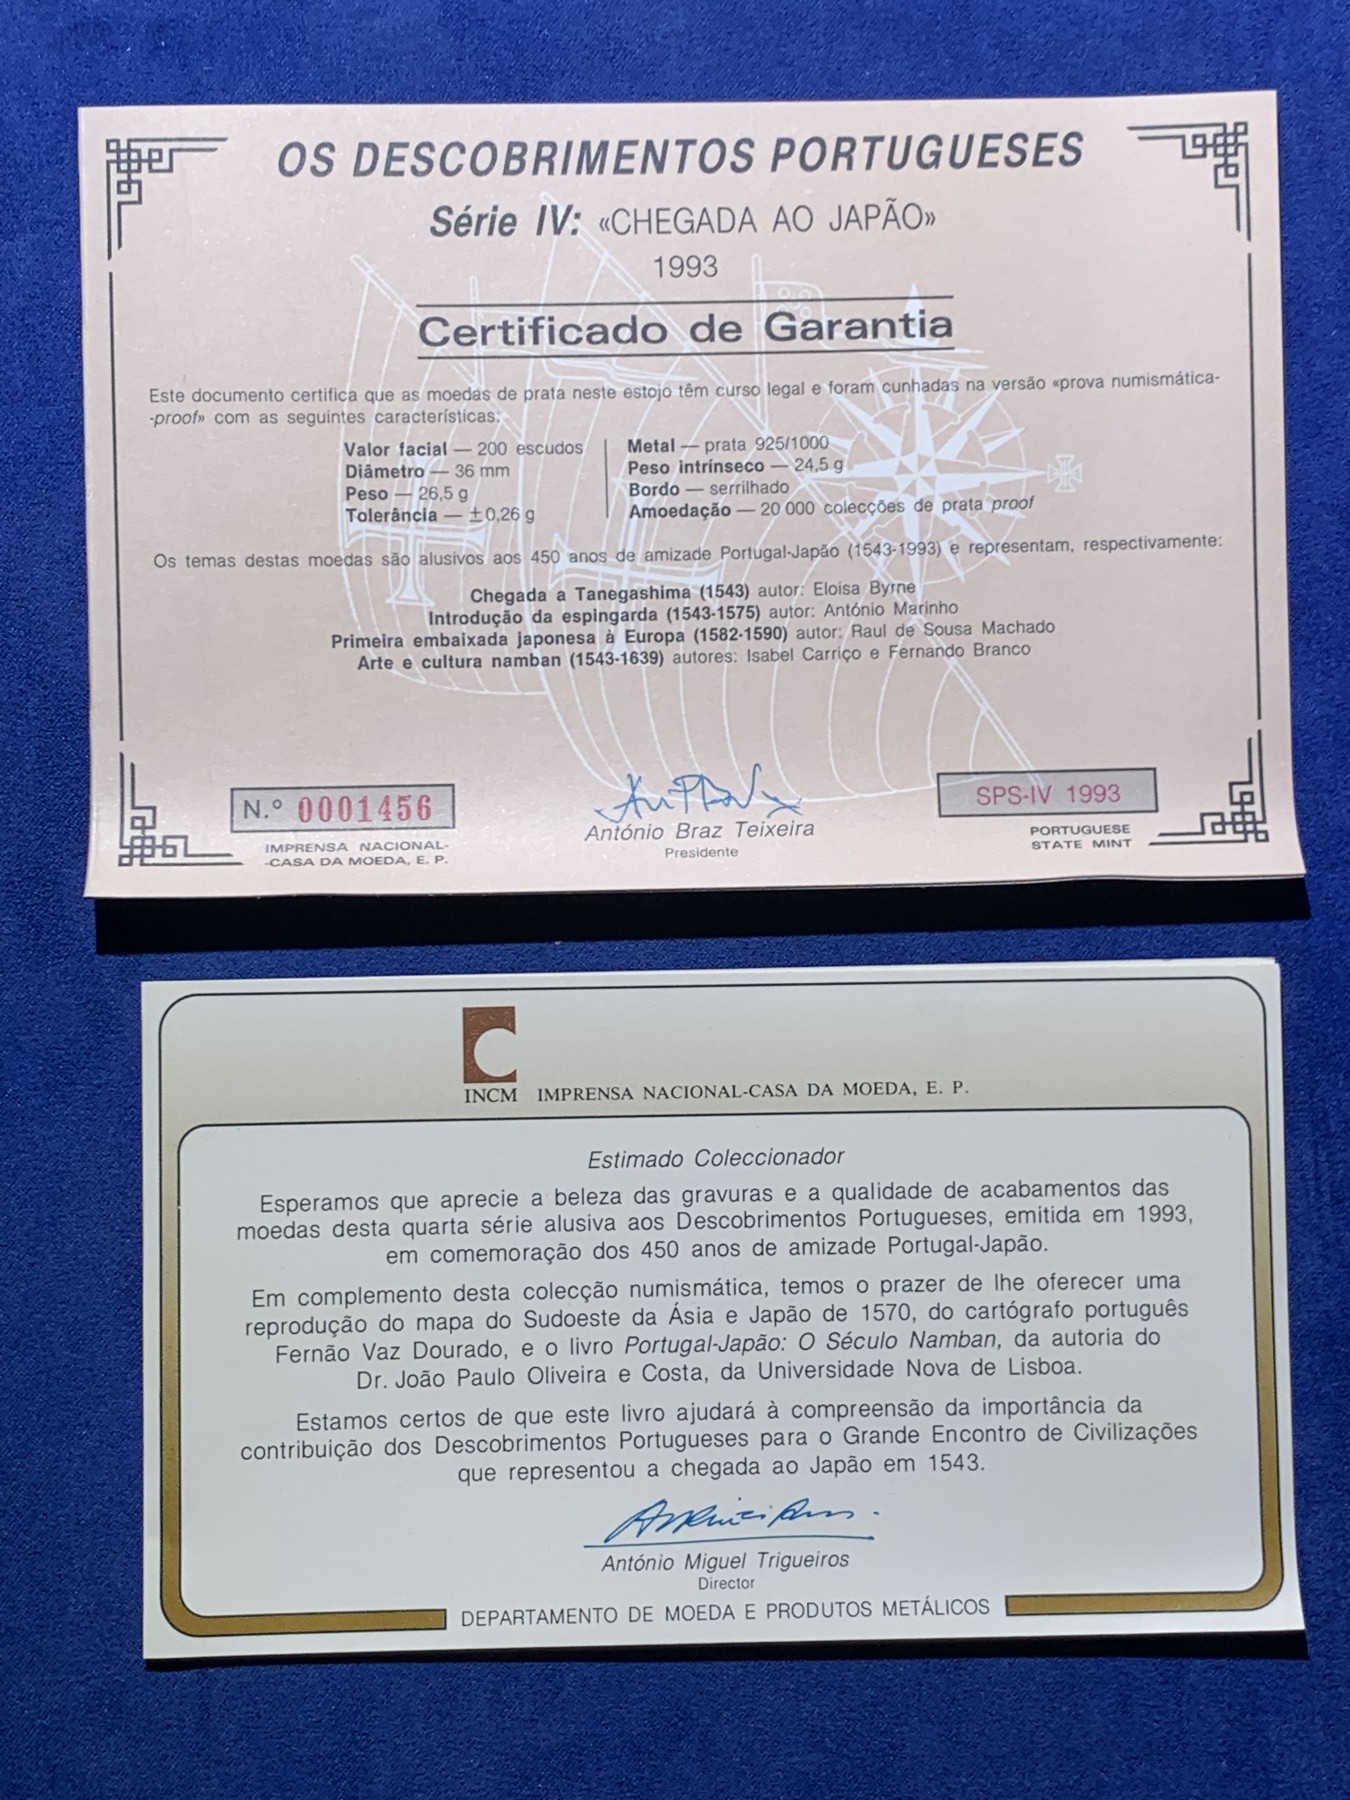 OS DESCOBRIMENTOS PORTUGUESES
Série IV: «CHEGADA AO JAPÃO»
1993
Certificado de Garantia
Este documento certifica que as moedas de prata neste estojo têm curso legal e foram cunhadas na versão «prova numismática-
-proof» com as seguintes características:
Valor facial — 200 escudos
Diâmetro — 36 mm
Peso — 26,5 g
Tolerância — ±0,26 g
Metal — prata 925/1000
Peso intrínseco — 24,5 g
Bordo — serrilhado
Amoedação — 20 000 colecções de prata proof
Os temas destas moedas são alusivos aos 450 anos de amizade Portugal-Japão (1543-1993) e representam, respectivamente:
Chegada a Tanegashima (1543) autor: Eloísa Byrne
Introdução da espingarda (1543-1575) autor: António Marinho
Primeira embaixada japonesa à Europa (1582-1590) autor: Raul de Sousa Machado
Arte e cultura namban (1543-1639) autores: Isabel Carriço e Fernando Branco
N.º 0001456
IMPRENSA NACIONAL-
-CASA DA MOEDA, E. P.
António Braz Teixeira
Presidente
SPS-IV 1993
PORTUGUESE
STATE MINT
INCM IMPRENSA NACIONAL-CASA DA MOEDA, E. P.
Estimado Coleccionador
Esperamos que aprecie a beleza das gravuras e a qualidade de acabamentos das
moedas desta quarta série alusiva aos Descobrimentos Portugueses, emitida em 1993,
em comemoração dos 450 anos de amizade Portugal-Japão.
Em complemento desta colecção numismática, temos o prazer de lhe oferecer uma
reprodução do mapa do Sudoeste da Ásia e Japão de 1570, do cartógrafo português
Fernão Vaz Dourado, e o livro Portugal-Japão: O Século Namban, da autoria do
Dr. João Paulo Oliveira e Costa, da Universidade Nova de Lisboa.
Estamos certos de que este livro ajudará à compreensão da importância da
contribuição dos Descobrimentos Portugueses para o Grande Encontro de Civilizações
que representou a chegada ao Japão em 1543.
António Miguel Trigueiros
Director
DEPARTAMENTO DE MOEDA E PRODUTOS METÁLICOS